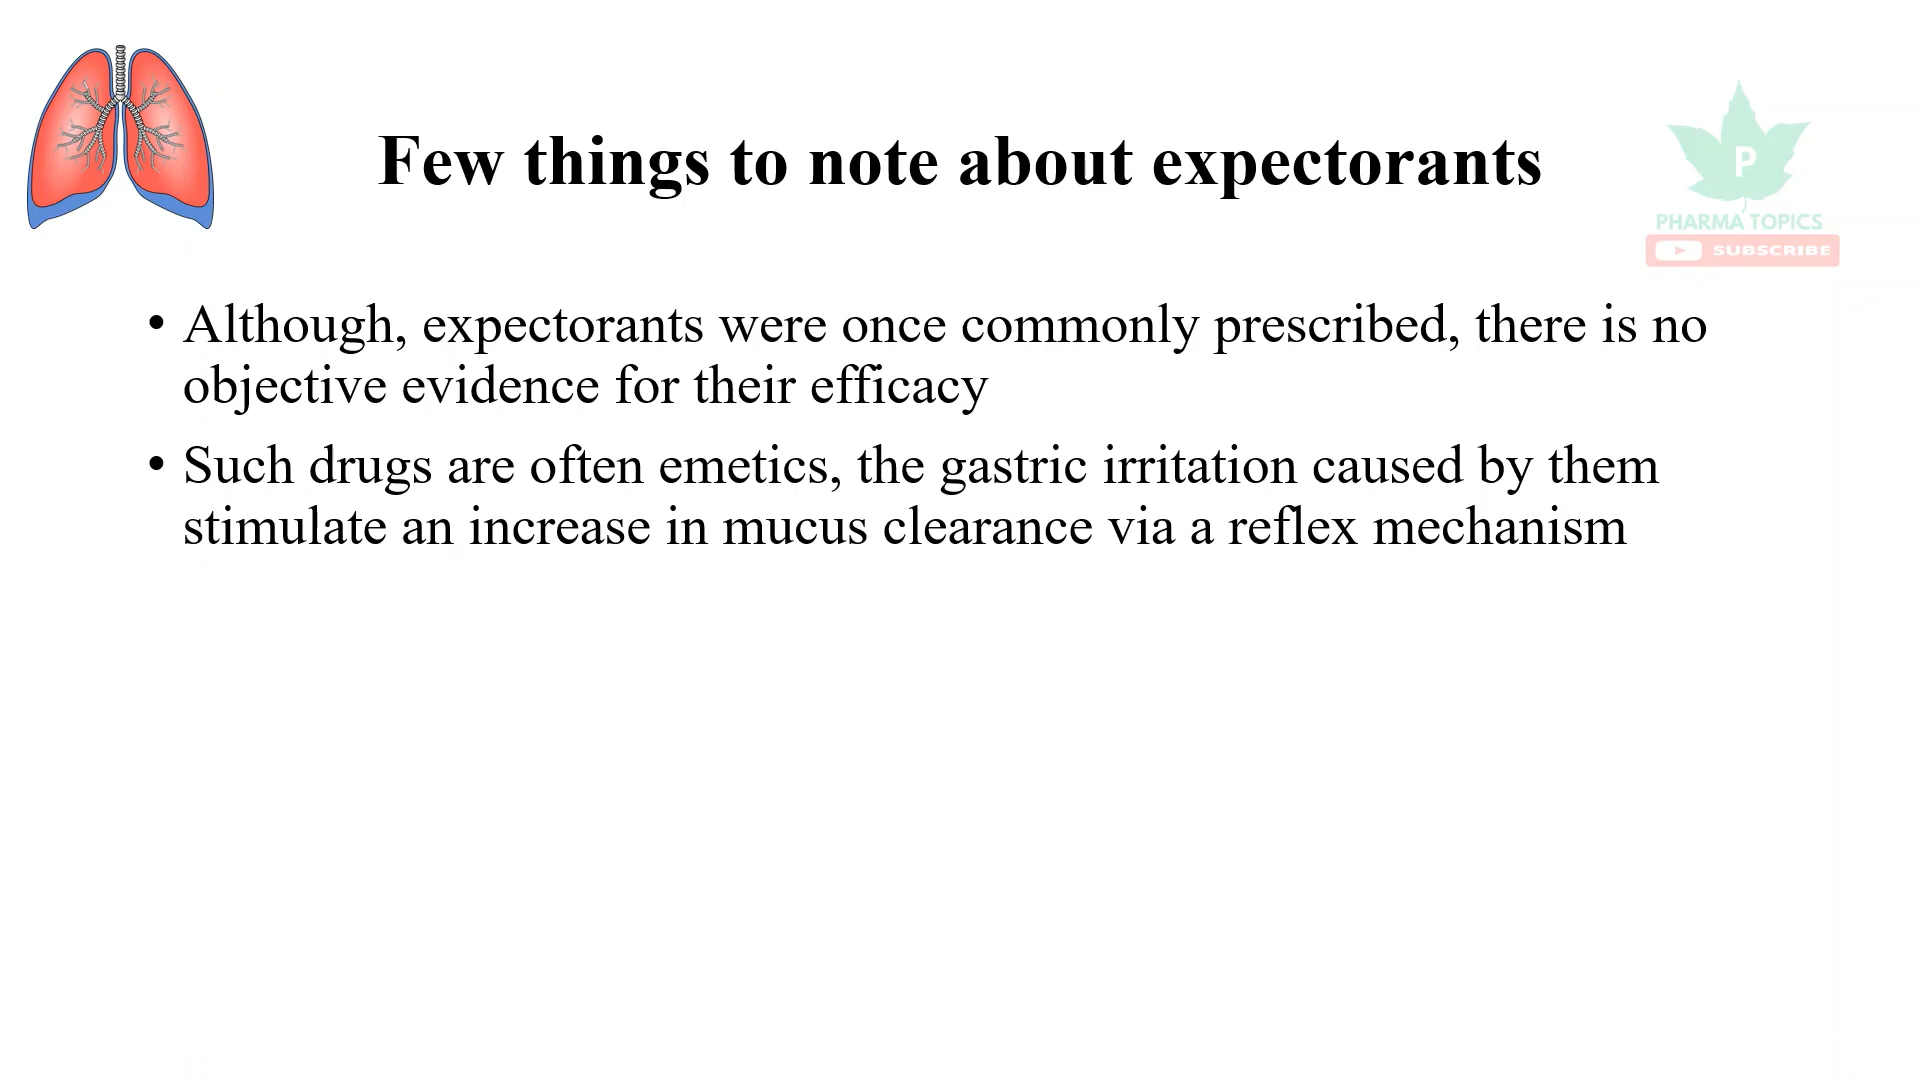 Few things to note about expectorants
P
PHARMA TOPICS
SUBSCRIBE
• Although, expectorants were once commonly prescribed, there is no
objective evidence for their efficacy
• Such drugs are often emetics, the gastric irritation caused by them
stimulate an increase in mucus clearance via a reflex mechanism